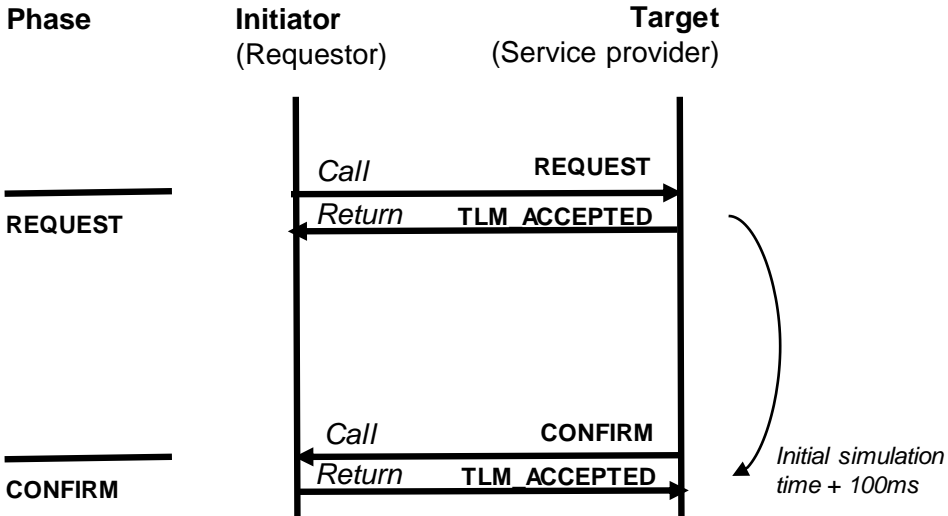 Phase Initiator Target
(Requestor) (Service provider)
Call REQUEST
REQUEST
Return TLM_ACCEPTED
Call CONFIRM
CONFIRM
Return TLM_ACCEPTED
Initial simulation
time + 100ms